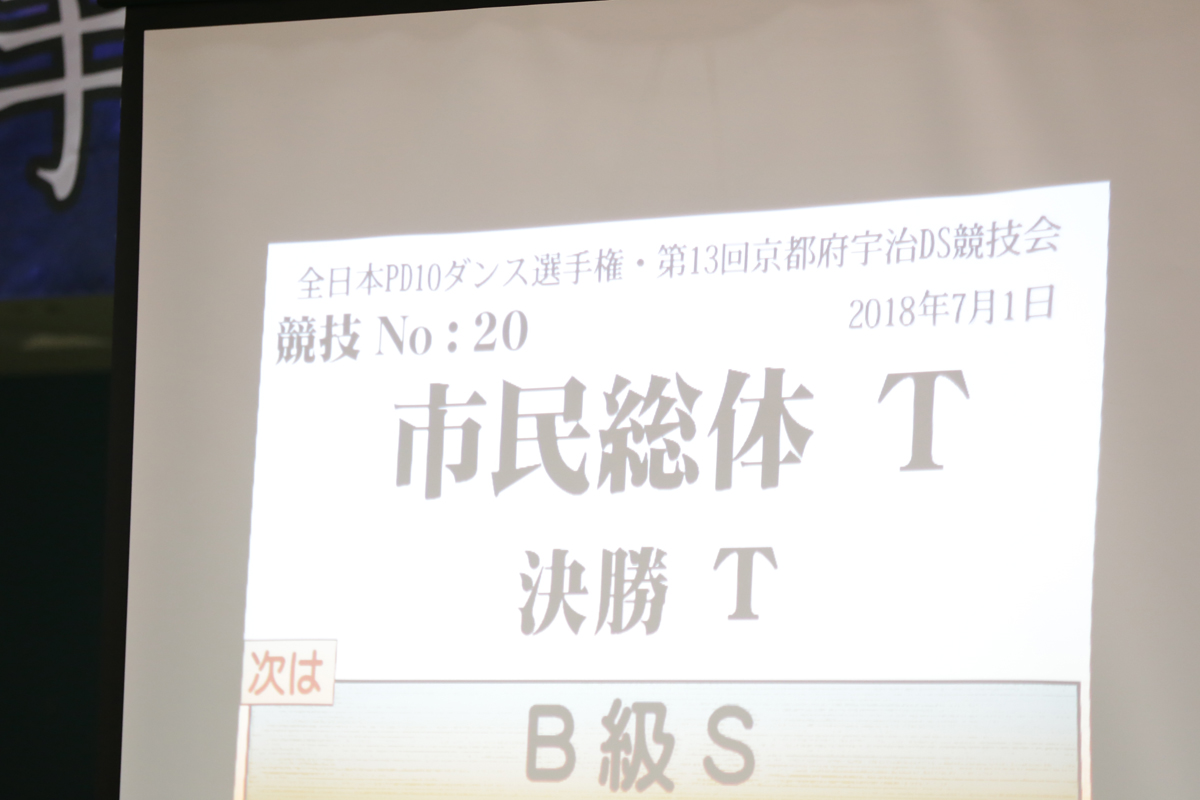 全日本PD10ダンス選手権・第13回京都府宇治DS競技会
競技 No : 20
2018年7月1日
市民総体 T
決勝 T
次は
B級S